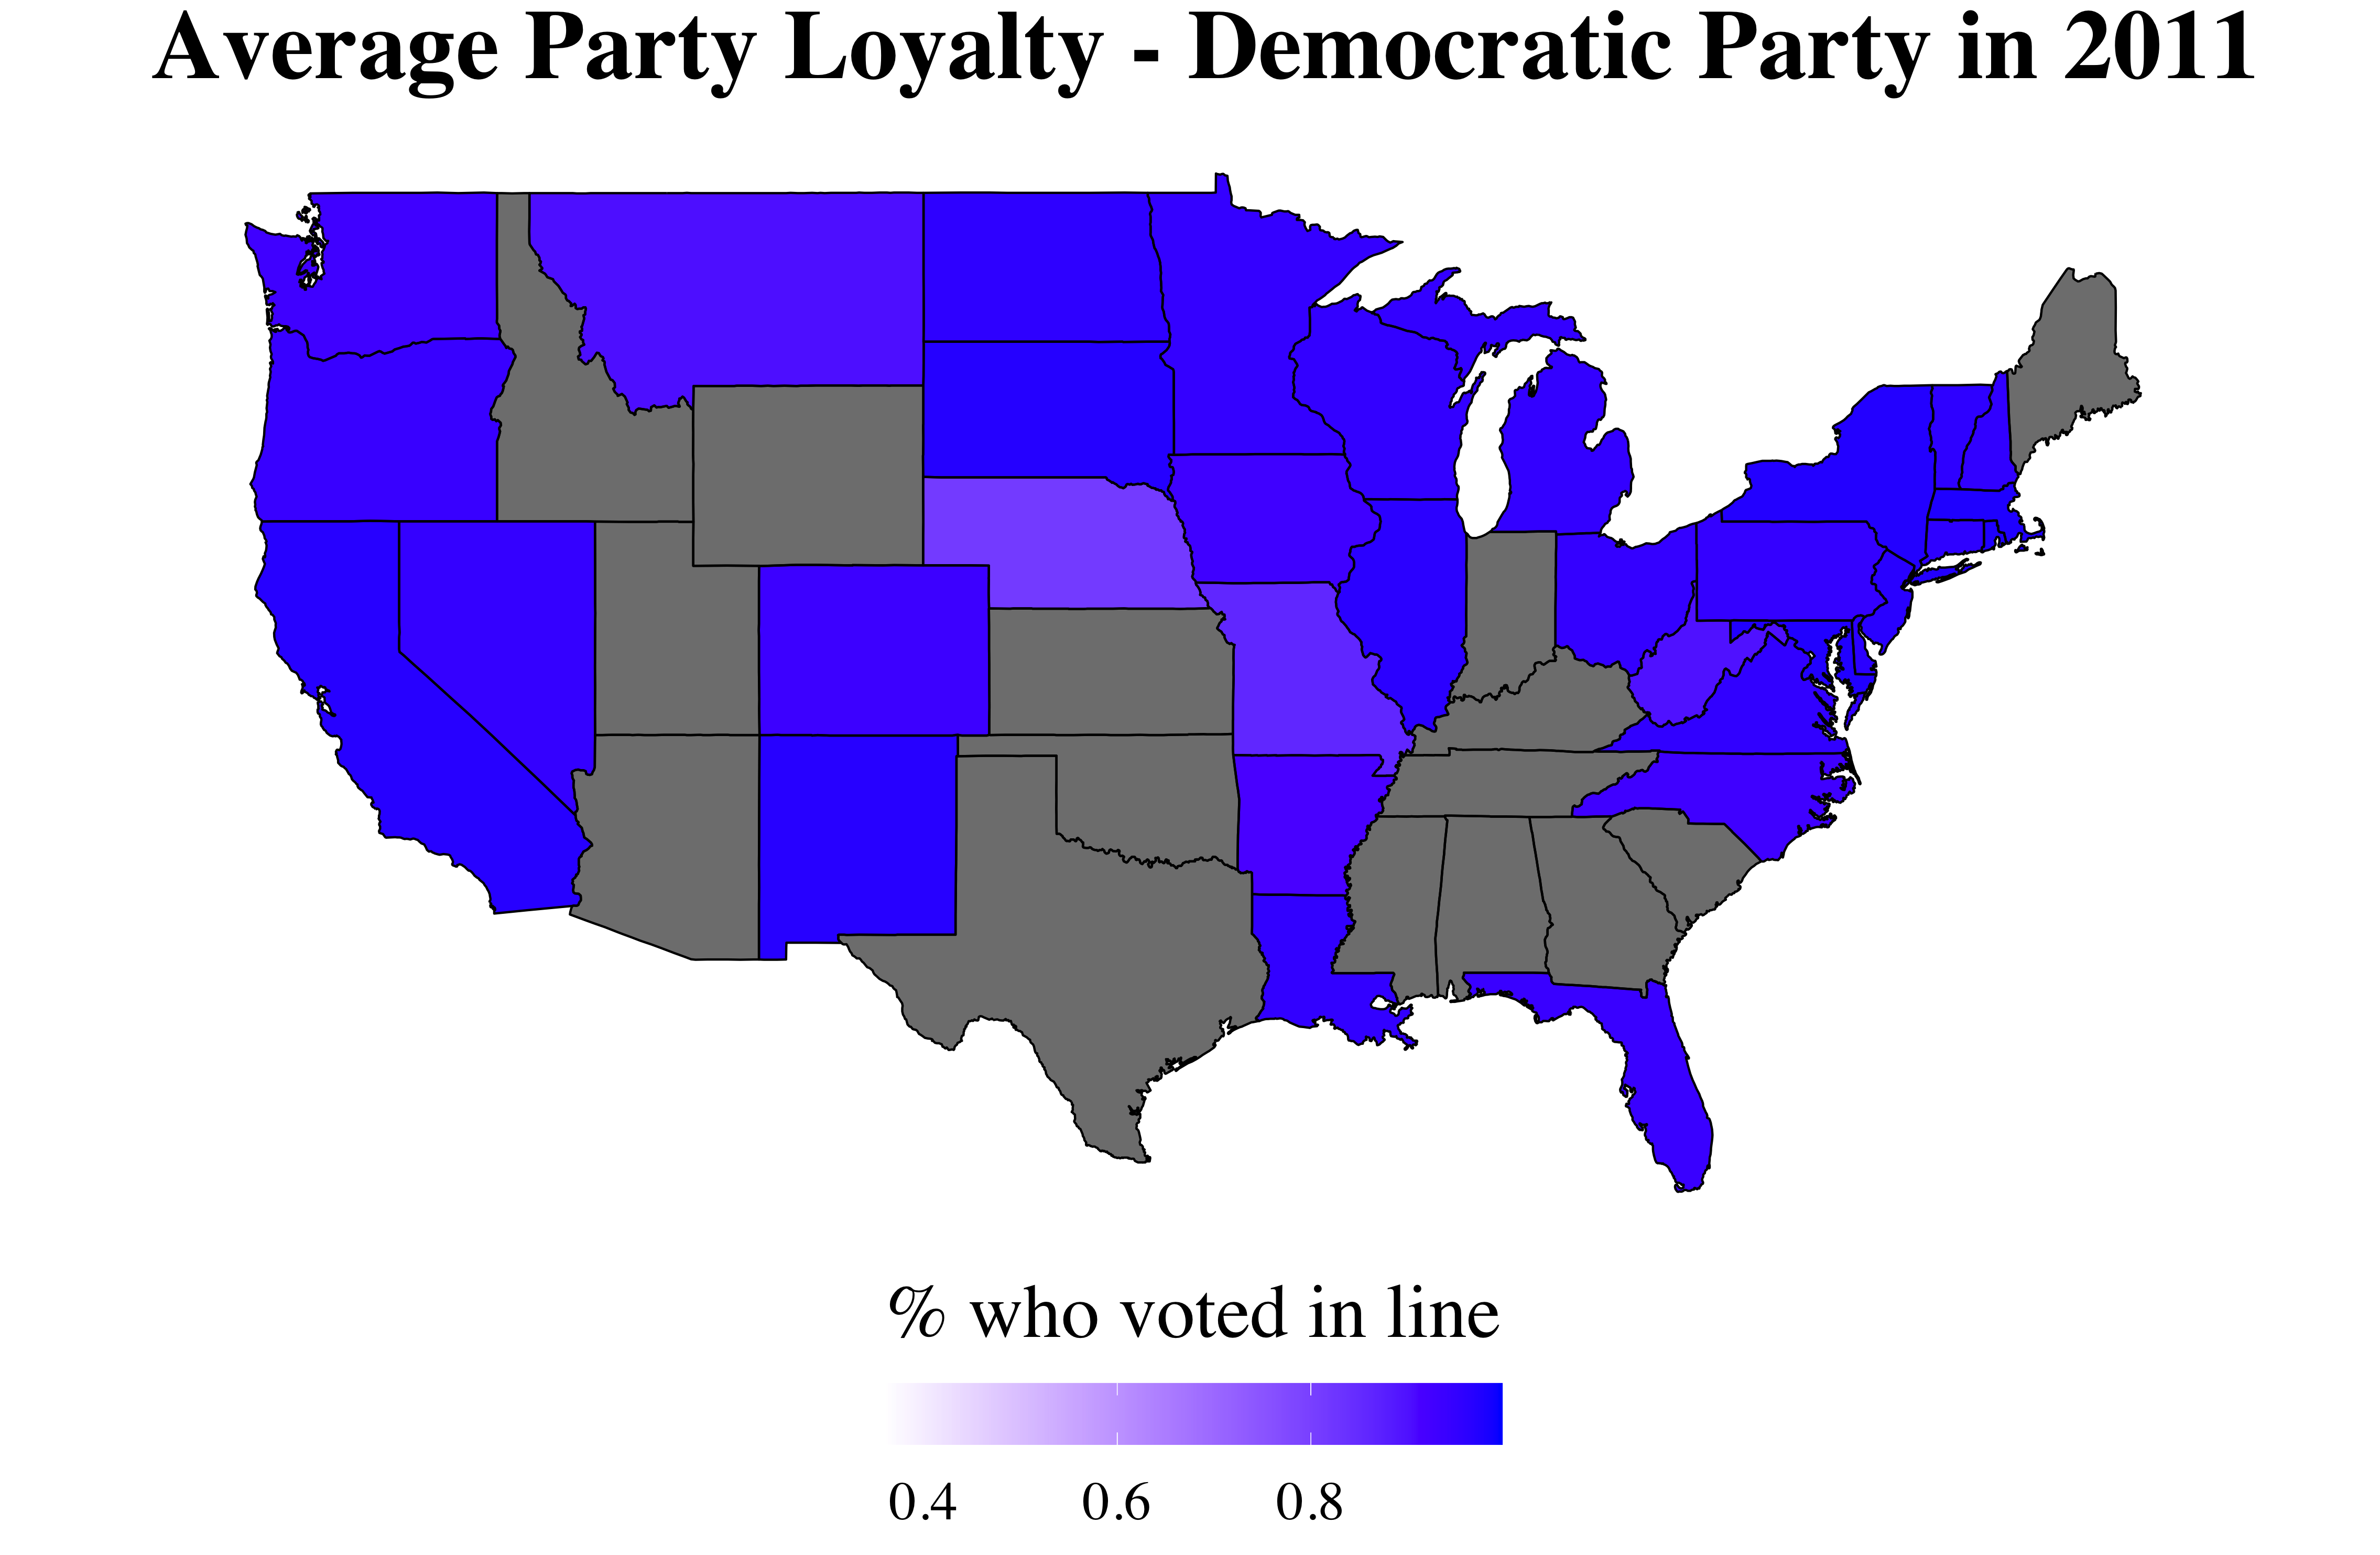 Average Party Loyalty - Democratic Party in 2011
% who voted in line
0.4 0.6 0.8